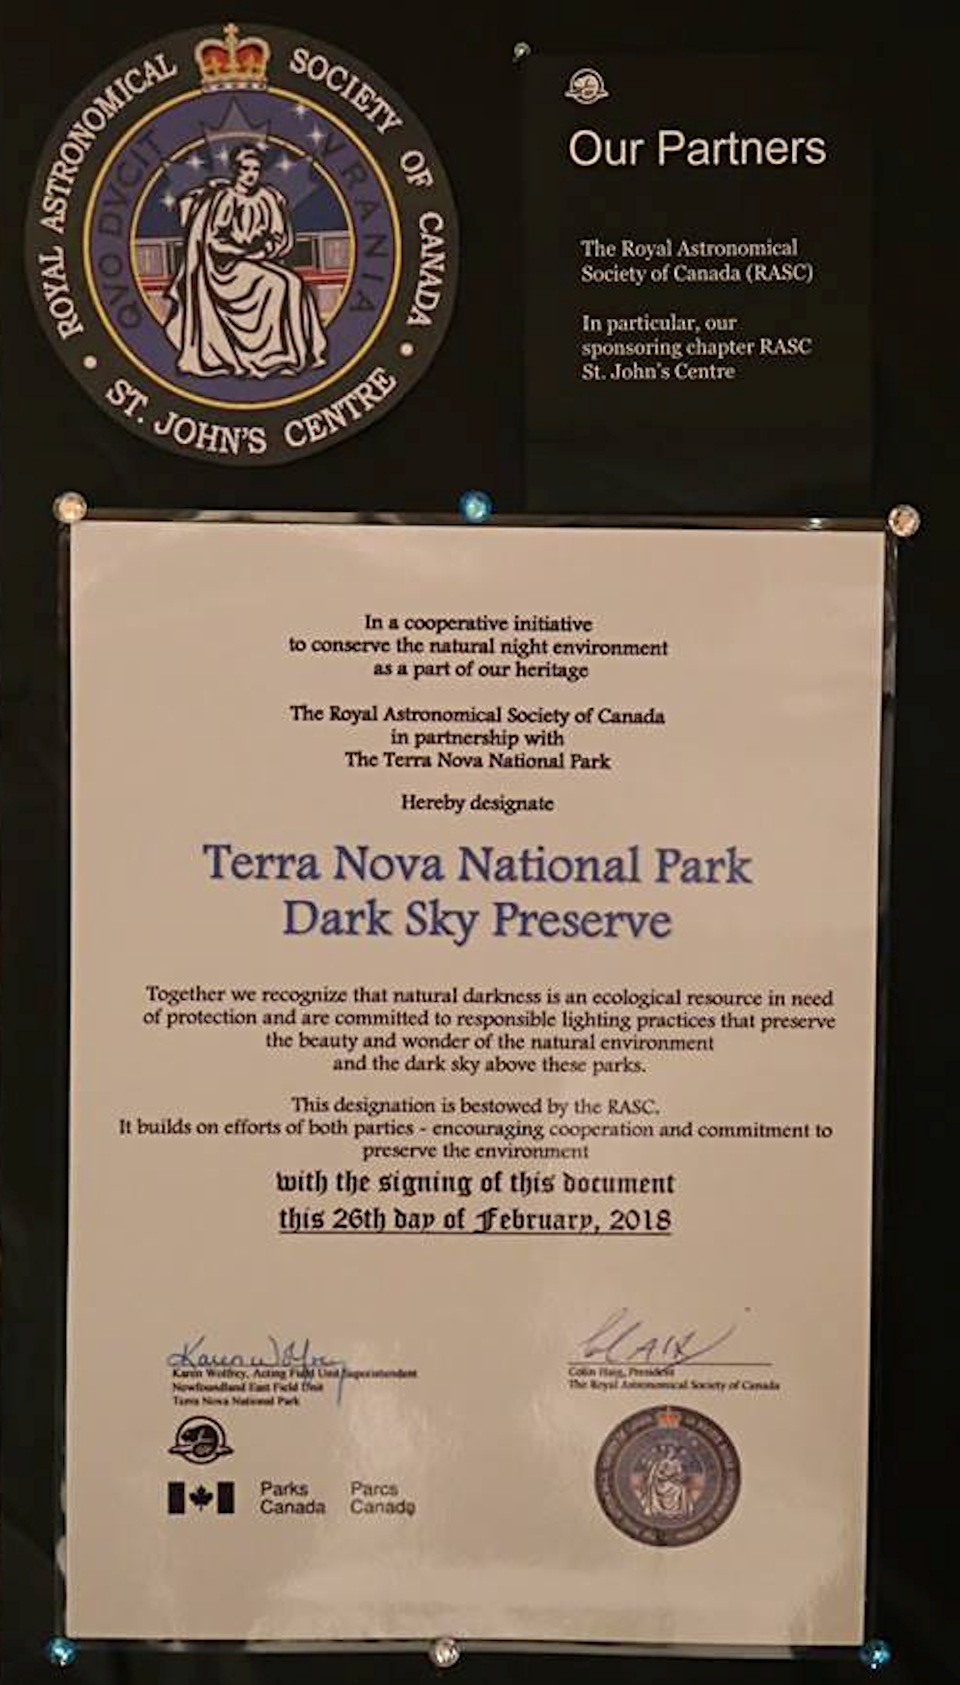 ROYAL ASTRONOMICAL SOCIETY OF CANADA
QVO DVCIT VRANIA
ST. JOHN'S CENTRE
Our Partners
The Royal Astronomical
Society of Canada (RASC)
In particular, our
sponsoring chapter RASC
St. John's Centre
In a cooperative initiative
to conserve the natural night environment
as a part of our heritage
The Royal Astronomical Society of Canada
in partnership with
The Terra Nova National Park
Hereby designate
Terra Nova National Park
Dark Sky Preserve
Together we recognize that natural darkness is an ecological resource in need
of protection and are committed to responsible lighting practices that preserve
the beauty and wonder of the natural environment
and the dark sky above these parks.
This designation is bestowed by the RASC.
It builds on efforts of both parties - encouraging cooperation and commitment to
preserve the environment
with the signing of this document
this 26th day of February, 2018
Karen Wolfrey
Karen Wolfrey, Acting Field Unit Superintendent
Newfoundland East Field Unit
Terra Nova National Park
Colin Haig, President
The Royal Astronomical Society of Canada
Parks Canada
Parcs Canada